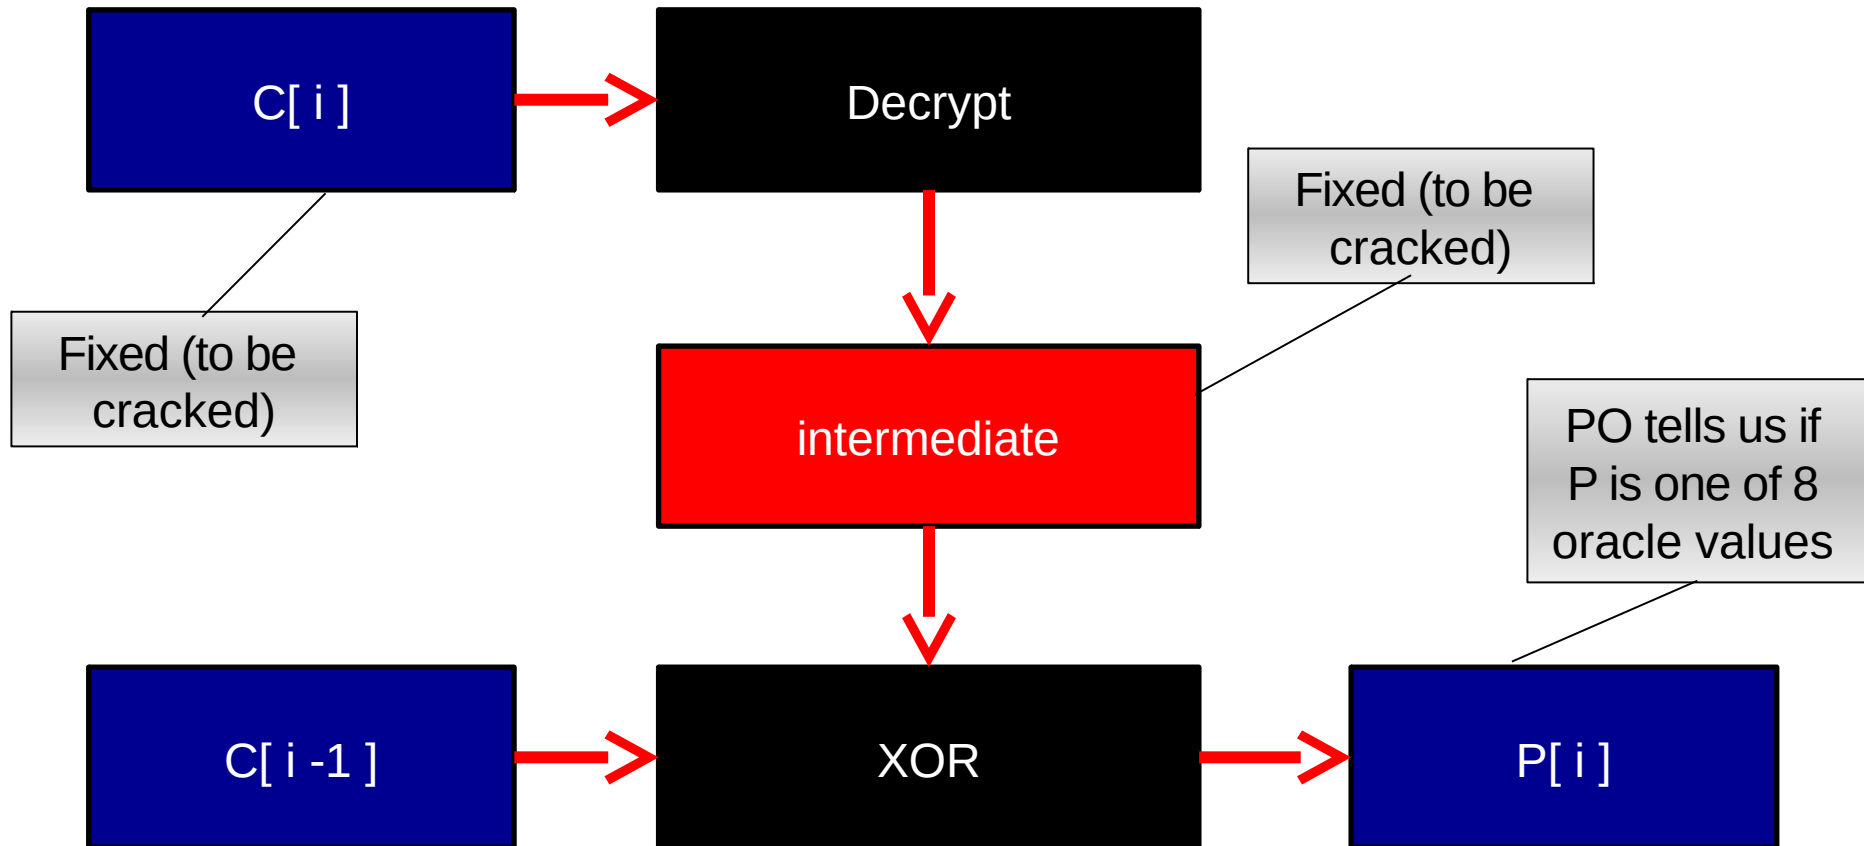 C[ i ]
Decrypt
Fixed (to be
cracked)
Fixed (to be
cracked)
intermediate
PO tells us if
P is one of 8
oracle values
C[ i -1 ]
XOR
P[ i ]